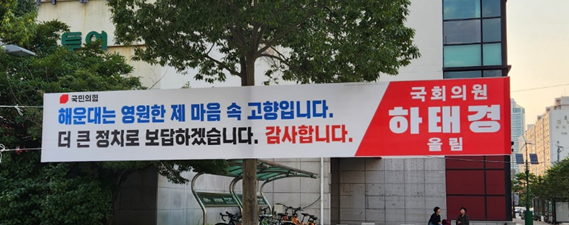 국민의힘
해운대는 영원한 제 마음 속 고향입니다.
더 큰 정치로 보답하겠습니다. 감사합니다.
국회의원
하태경
올림